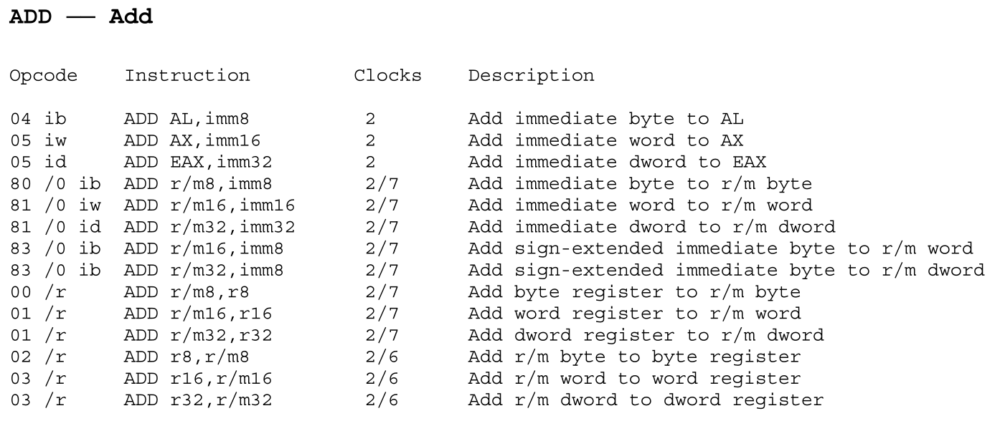 ADD — Add
Opcode Instruction Clocks Description
04 ib ADD AL,imm8 2 Add immediate byte to AL
05 iw ADD AX,imm16 2 Add immediate word to AX
05 id ADD EAX,imm32 2 Add immediate dword to EAX
80 /0 ib ADD r/m8,imm8 2/7 Add immediate byte to r/m byte
81 /0 iw ADD r/m16,imm16 2/7 Add immediate word to r/m word
81 /0 id ADD r/m32,imm32 2/7 Add immediate dword to r/m dword
83 /0 ib ADD r/m16,imm8 2/7 Add sign-extended immediate byte to r/m word
83 /0 ib ADD r/m32,imm8 2/7 Add sign-extended immediate byte to r/m dword
00 /r ADD r/m8,r8 2/7 Add byte register to r/m byte
01 /r ADD r/m16,r16 2/7 Add word register to r/m word
01 /r ADD r/m32,r32 2/7 Add dword register to r/m dword
02 /r ADD r8,r/m8 2/6 Add r/m byte to byte register
03 /r ADD r16,r/m16 2/6 Add r/m word to word register
03 /r ADD r32,r/m32 2/6 Add r/m dword to dword register